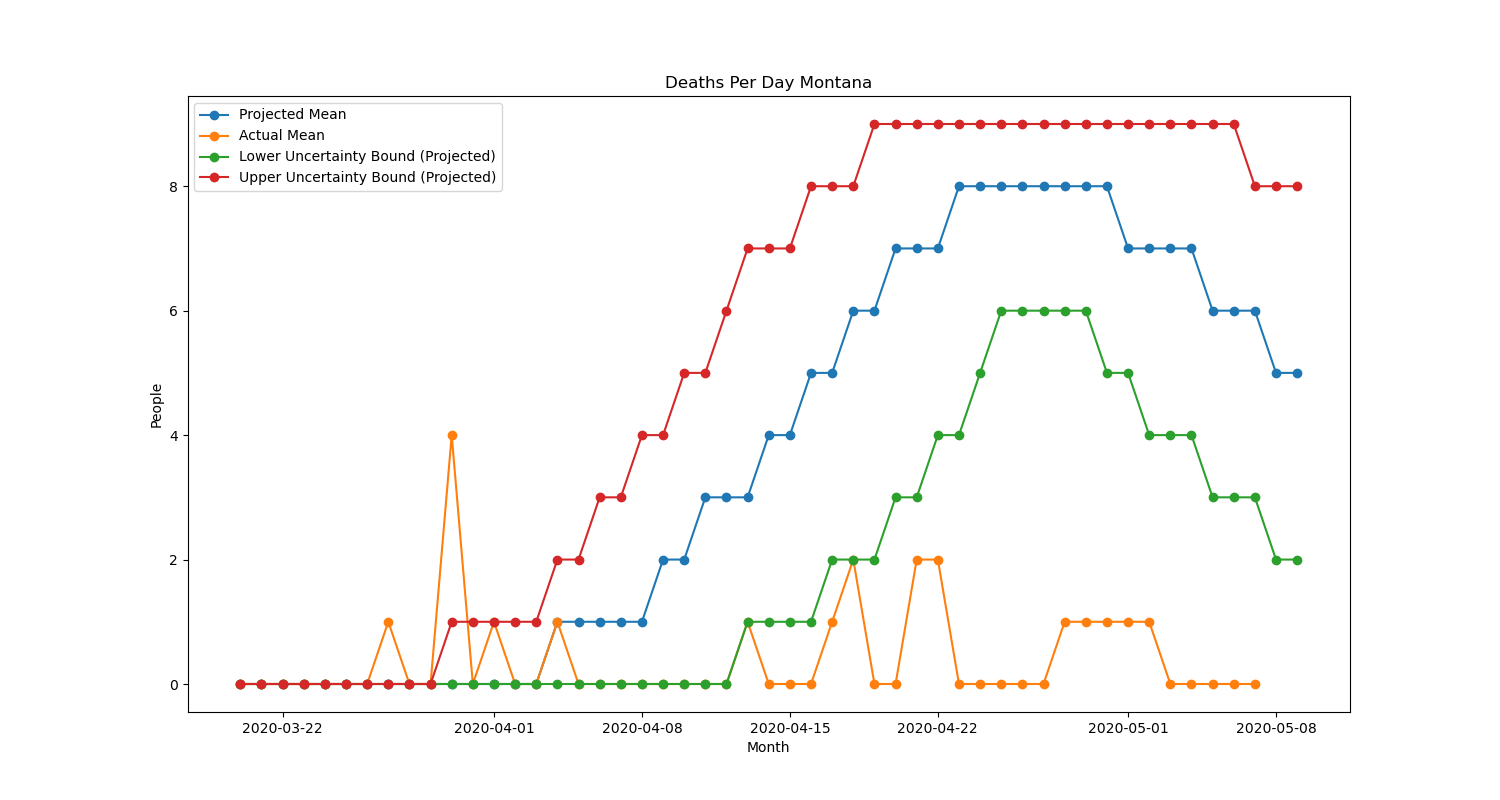 Deaths Per Day Montana
Projected Mean
Actual Mean
Lower Uncertainty Bound (Projected)
Upper Uncertainty Bound (Projected)
8
6
4
2
0
People
2020-03-22 2020-04-01 2020-04-08 2020-04-15 2020-04-22 2020-05-01 2020-05-08
Month